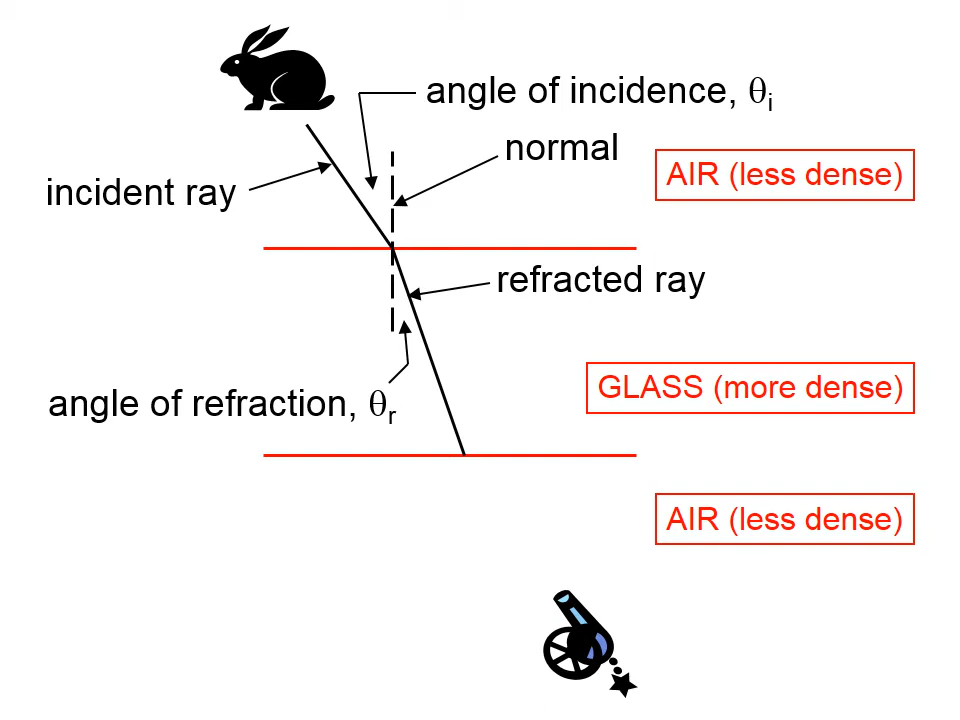 angle of incidence, θi
normal
AIR (less dense)
incident ray
refracted ray
GLASS (more dense)
angle of refraction, θr
AIR (less dense)